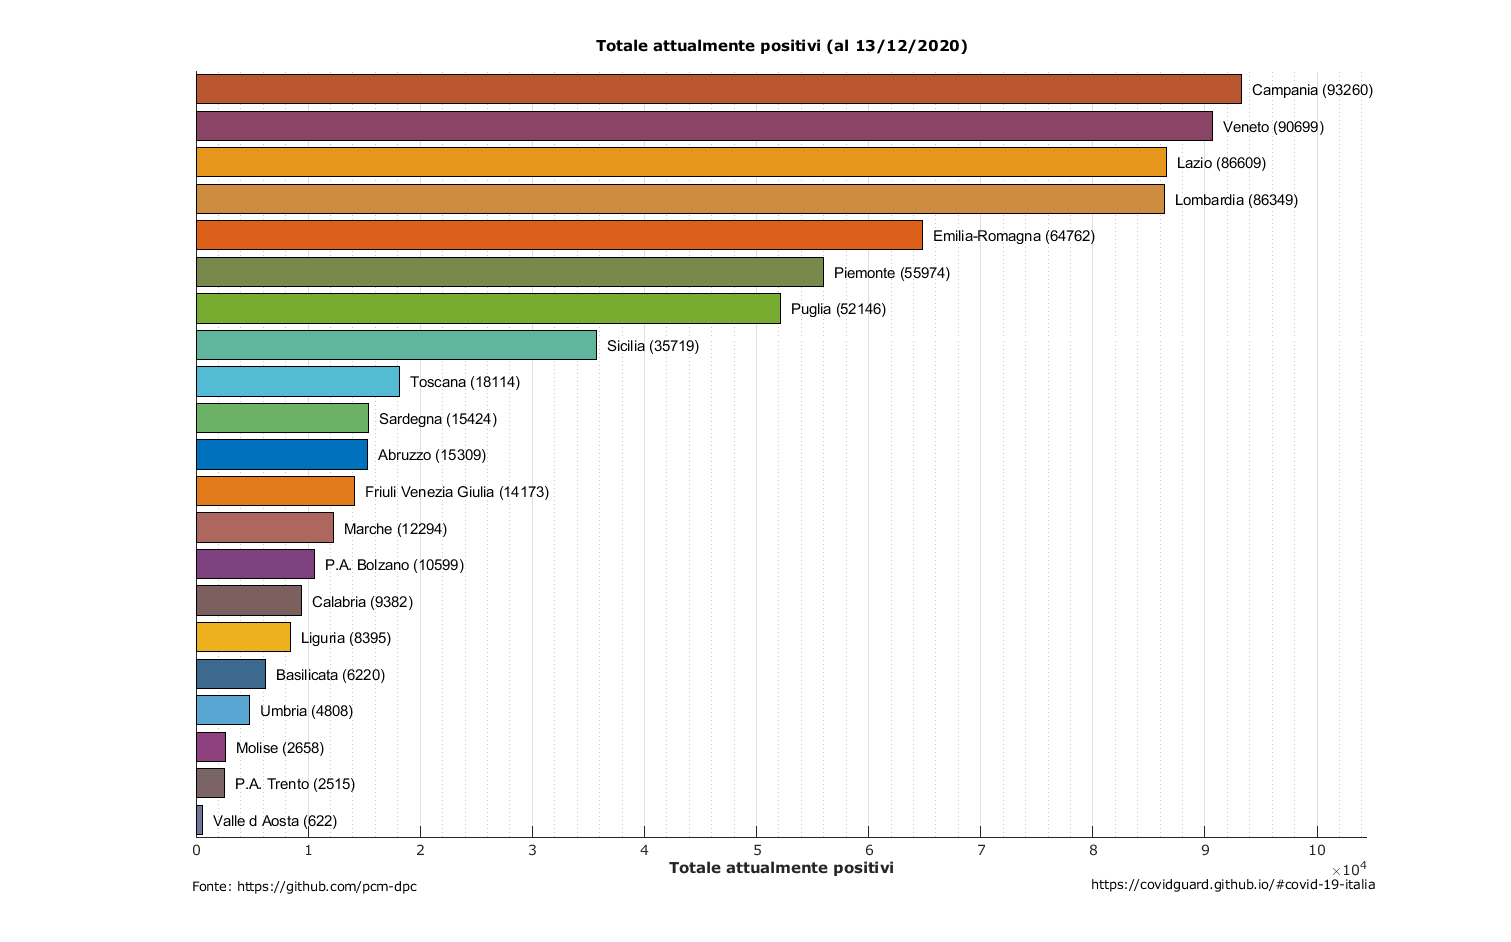 Totale attualmente positivi (al 13/12/2020)
Campania (93260)
Veneto (90699)
Lazio (86609)
Lombardia (86349)
Emilia-Romagna (64762)
Piemonte (55974)
Puglia (52146)
Sicilia (35719)
Toscana (18114)
Sardegna (15424)
Abruzzo (15309)
Friuli Venezia Giulia (14173)
Marche (12294)
P.A. Bolzano (10599)
Calabria (9382)
Liguria (8395)
Basilicata (6220)
Umbria (4808)
Molise (2658)
P.A. Trento (2515)
Valle d Aosta (622)
0 1 2 3 4 5 6 7 8 9 10
×10⁴
Totale attualmente positivi
Fonte: https://github.com/pcm-dpc
https://covidguard.github.io/#covid-19-italia